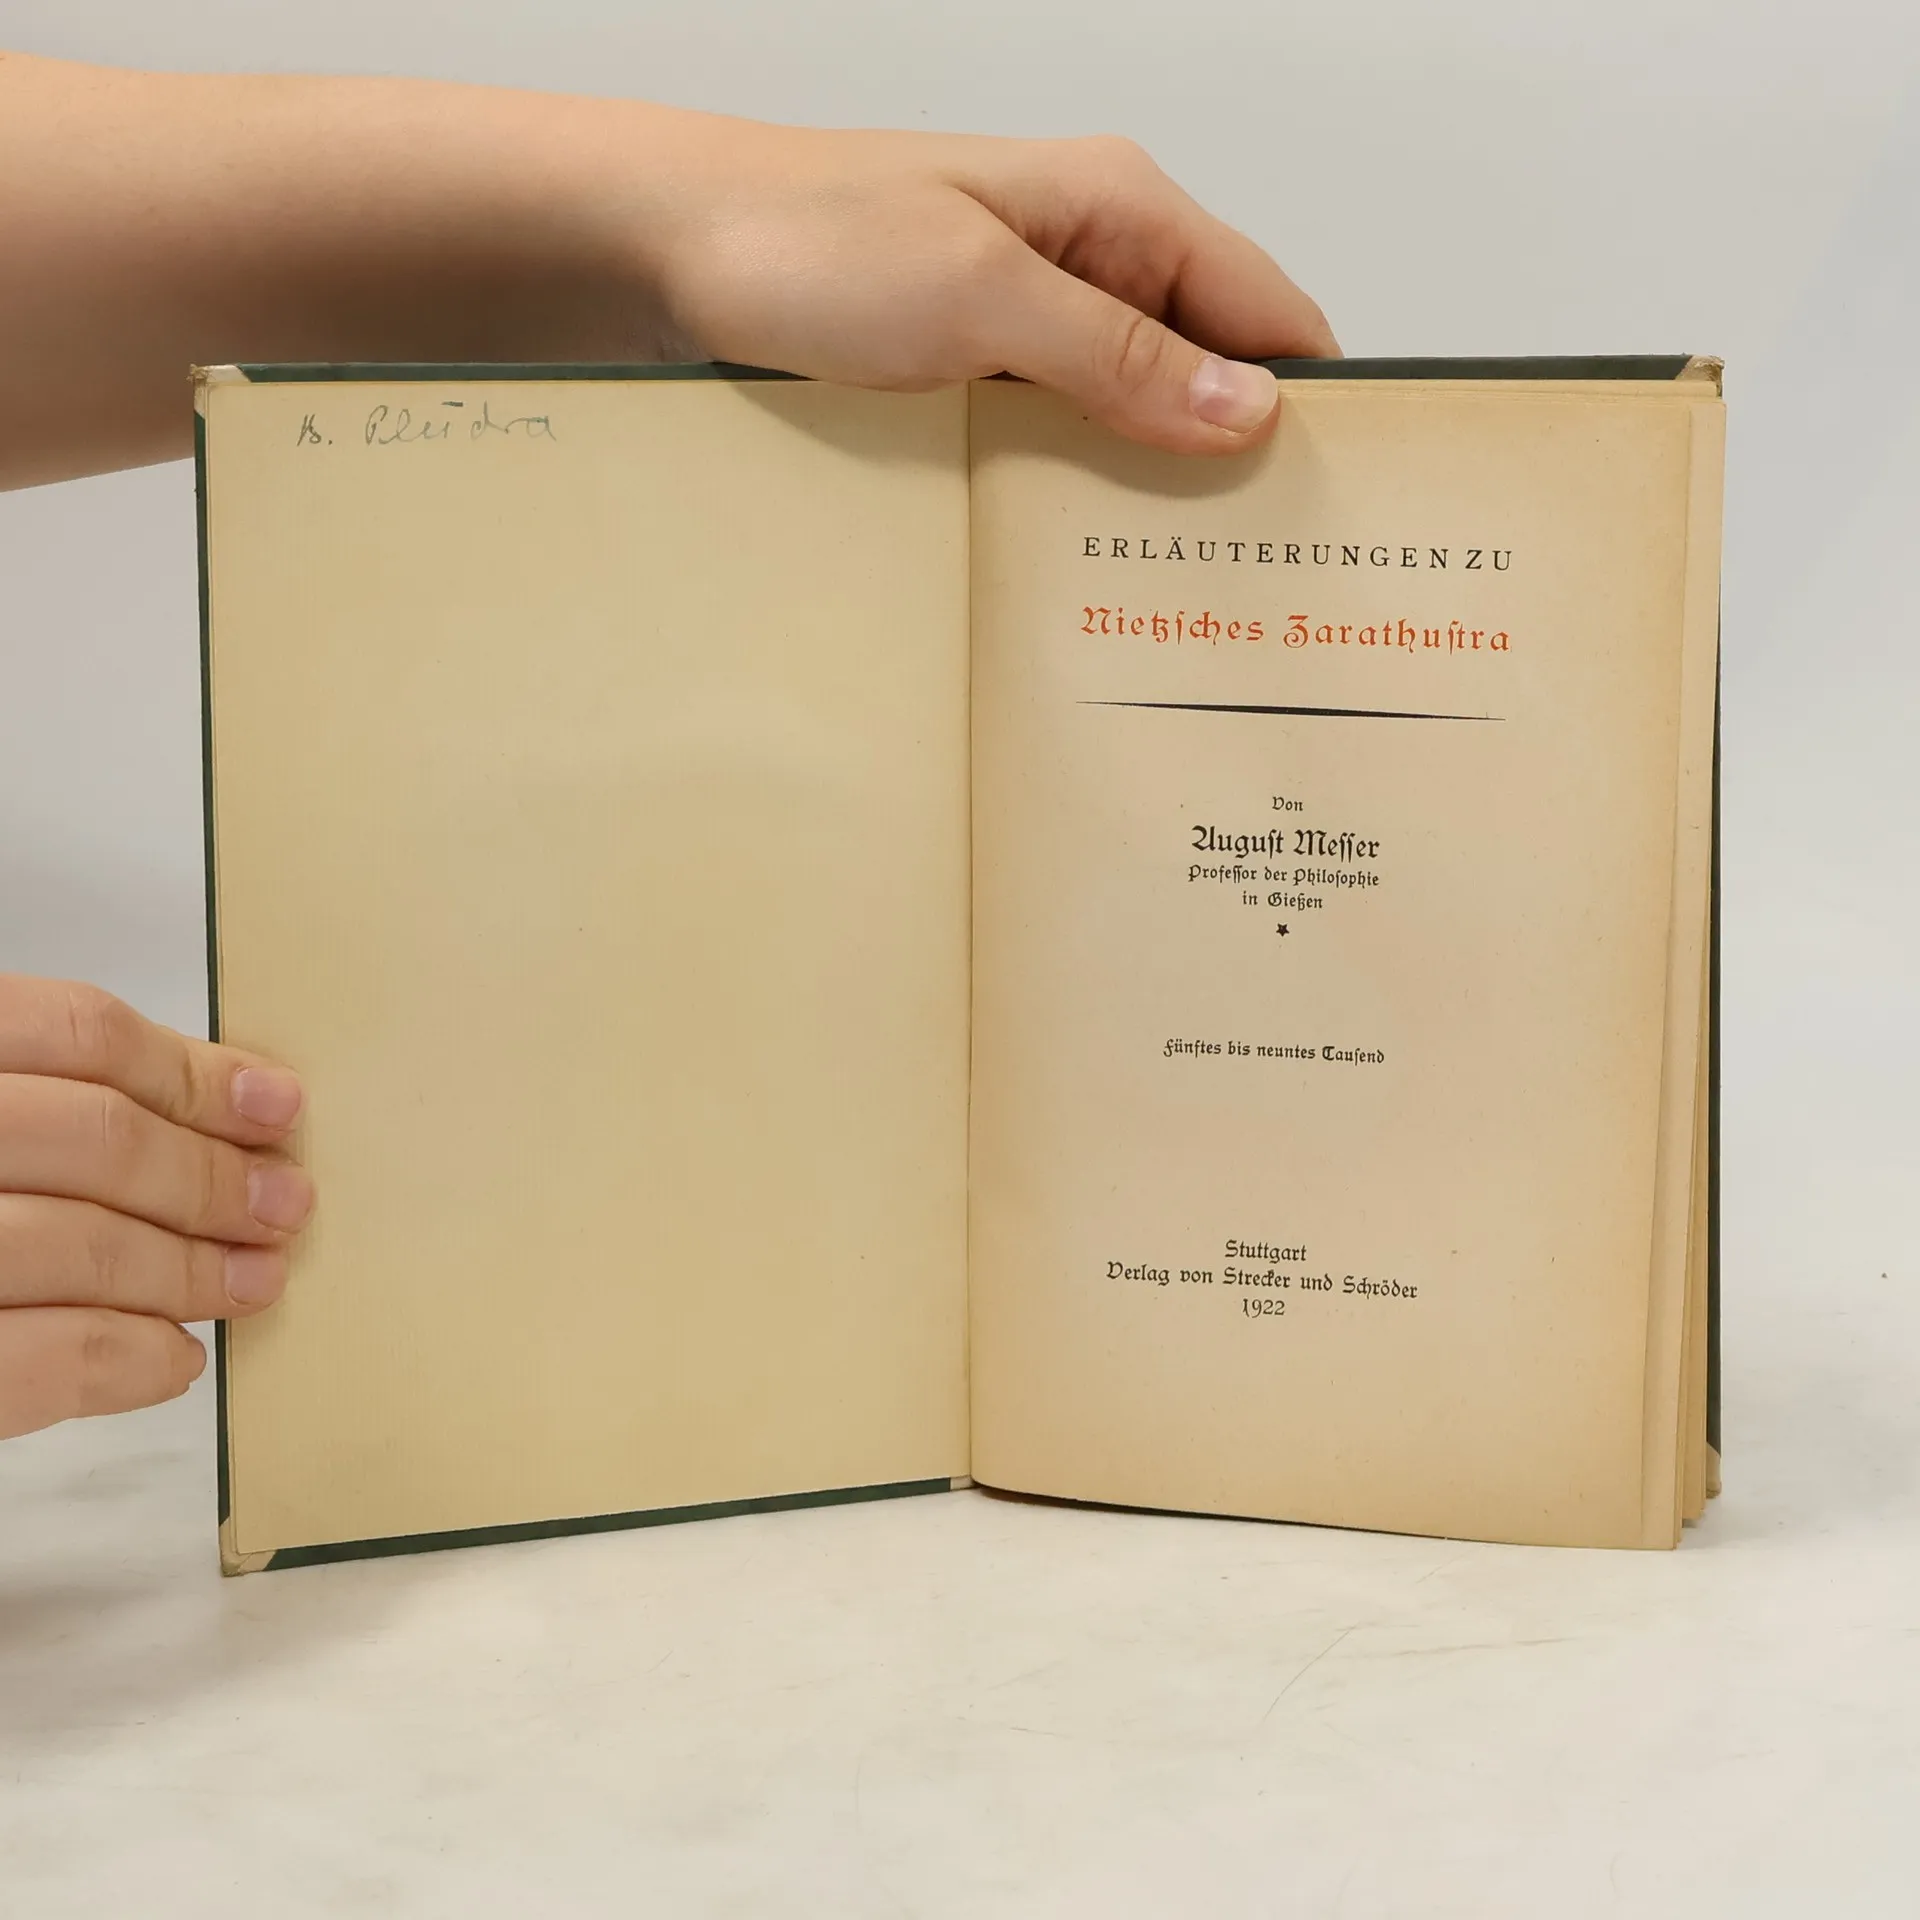 ERLÄUTERUNGEN ZU
Nietzſches Zarathuſtra
Von
Auguſt Meſſer
Profeſſor der Philoſophie
in Gießen
Fünftes bis neuntes Tauſend
Stuttgart
Verlag von Strecker und Schröder
1922